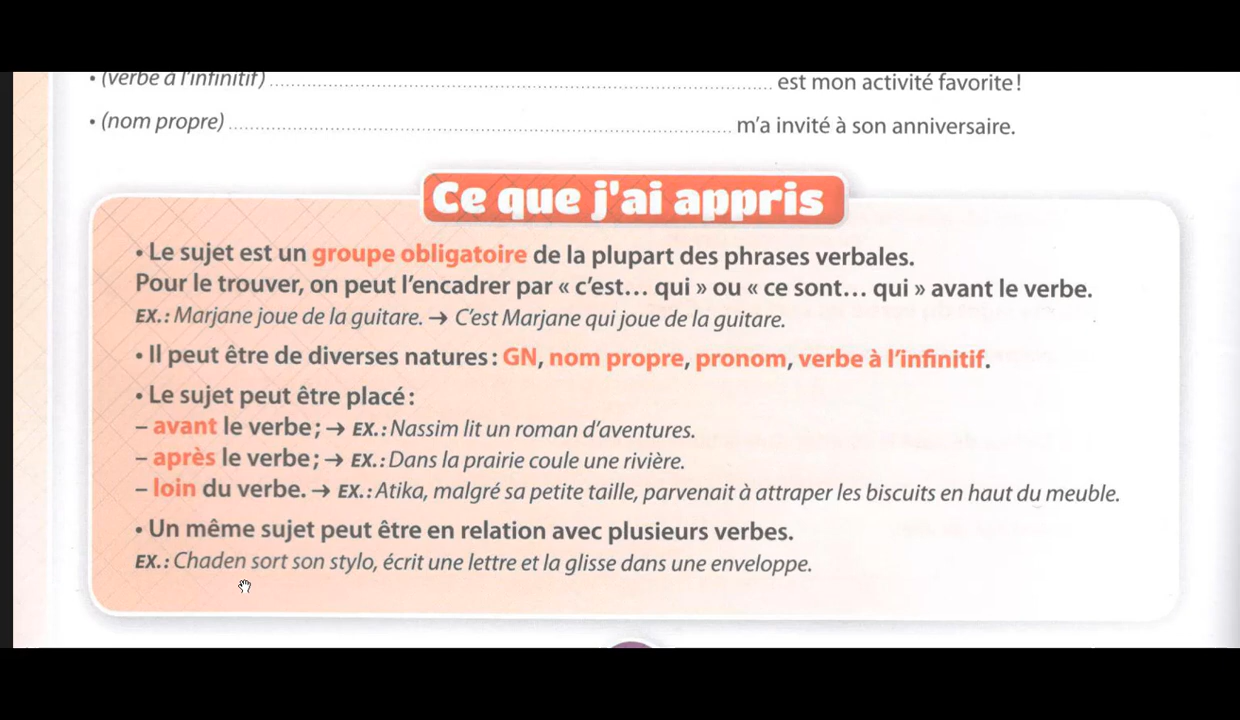 • (verbe à l'infinitif) ........................................ est mon activité favorite !
• (nom propre) ........................................ m'a invité à son anniversaire.
Ce que j'ai appris
• Le sujet est un groupe obligatoire de la plupart des phrases verbales.
Pour le trouver, on peut l'encadrer par « c'est… qui » ou « ce sont… qui » avant le verbe.
EX. : Marjane joue de la guitare. → C'est Marjane qui joue de la guitare.
• Il peut être de diverses natures : GN, nom propre, pronom, verbe à l'infinitif.
• Le sujet peut être placé :
– avant le verbe ; → EX. : Nassim lit un roman d'aventures.
– après le verbe ; → EX. : Dans la prairie coule une rivière.
– loin du verbe. → EX. : Atika, malgré sa petite taille, parvenait à attraper les biscuits en haut du meuble.
• Un même sujet peut être en relation avec plusieurs verbes.
EX. : Chaden sort son stylo, écrit une lettre et la glisse dans une enveloppe.